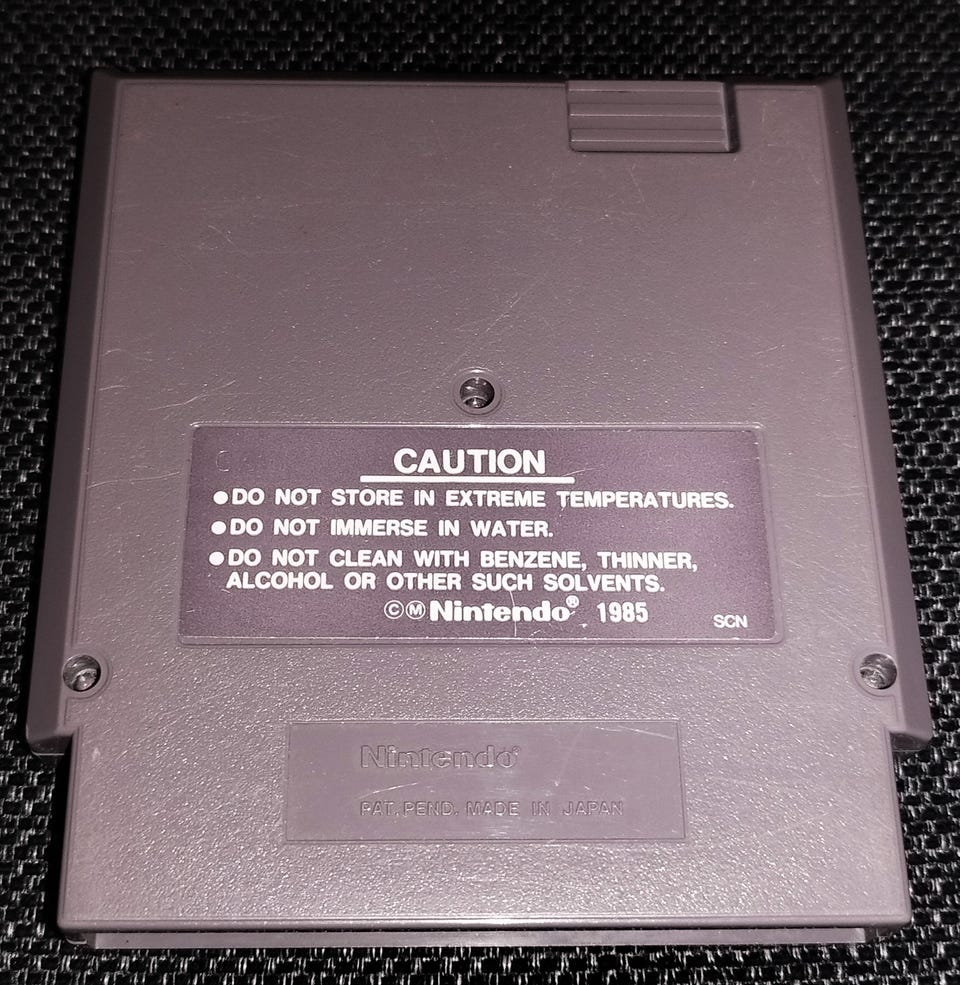 CAUTION
●DO NOT STORE IN EXTREME TEMPERATURES.
●DO NOT IMMERSE IN WATER.
●DO NOT CLEAN WITH BENZENE, THINNER,
ALCOHOL OR OTHER SUCH SOLVENTS.
ⒸⓂNintendo® 1985
SCN
Nintendo®
PAT. PEND. MADE IN JAPAN